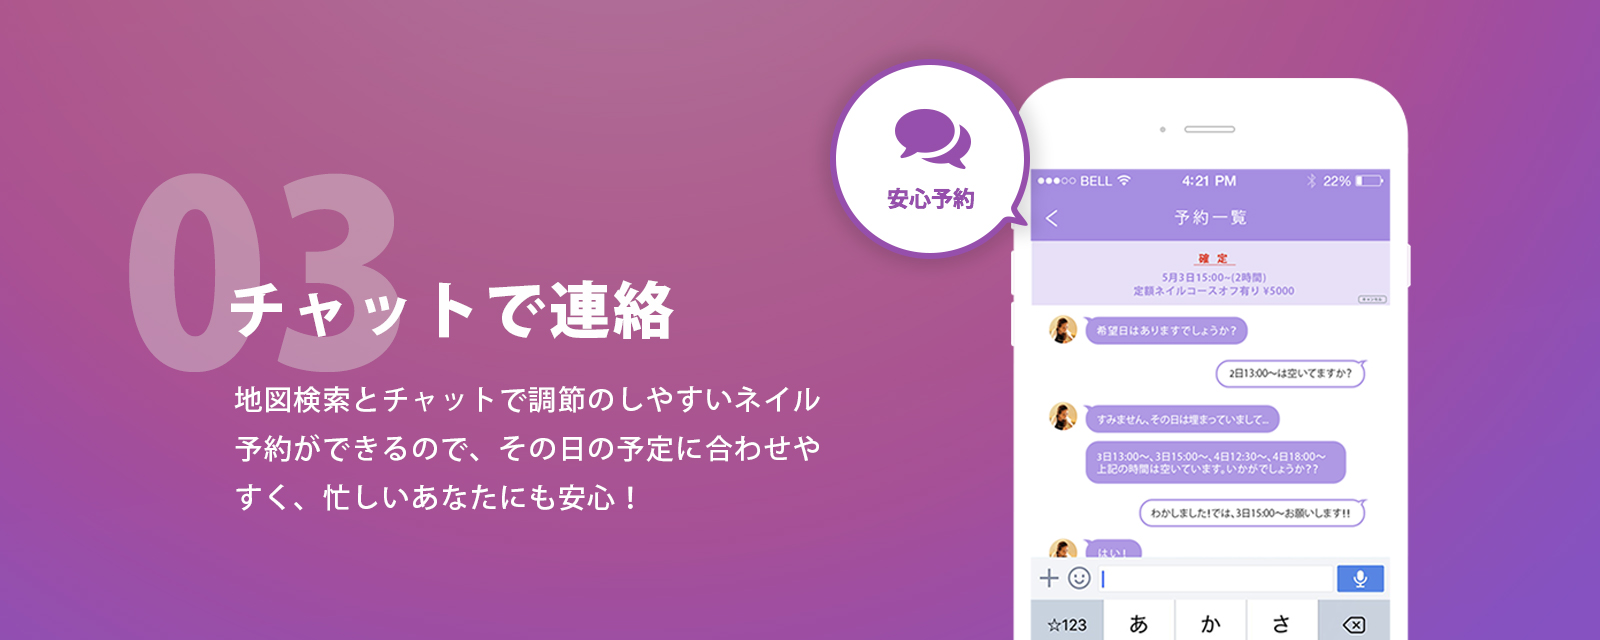 03
チャットで連絡
地図検索とチャットで調節のしやすいネイル
予約ができるので、その日の予定に合わせや
すく、忙しいあなたにも安心！
安心予約
BELL 4:21 PM 22%
予約一覧
確定
5月3日15:00~(2時間)
定額ネイルコースオフ有り ¥5000
キャンセル
希望日はありますでしょうか？
2日13:00〜は空いてますか？
すみません、その日は埋まっていまして...
3日13:00〜、3日15:00〜、4日12:30〜、4日18:00〜
上記の時間は空いています。いかがでしょうか？？
わかしました！では、3日15:00〜お願いします！！
はい！
☆123 あ か さ